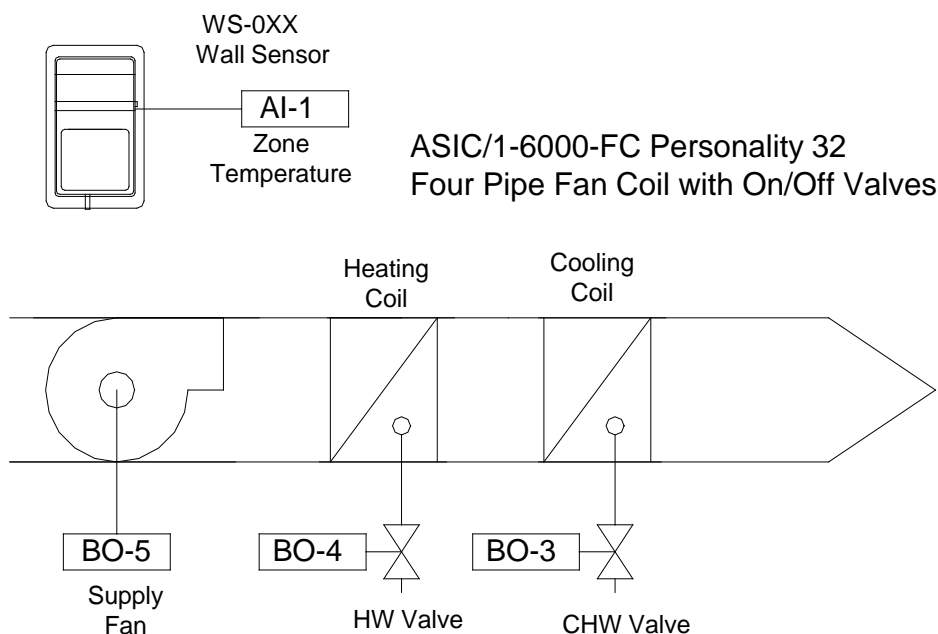 WS-0XX
Wall Sensor
AI-1
Zone
Temperature
ASIC/1-6000-FC Personality 32
Four Pipe Fan Coil with On/Off Valves
Heating
Coil
Cooling
Coil
BO-5
BO-4
BO-3
Supply
Fan
HW Valve
CHW Valve